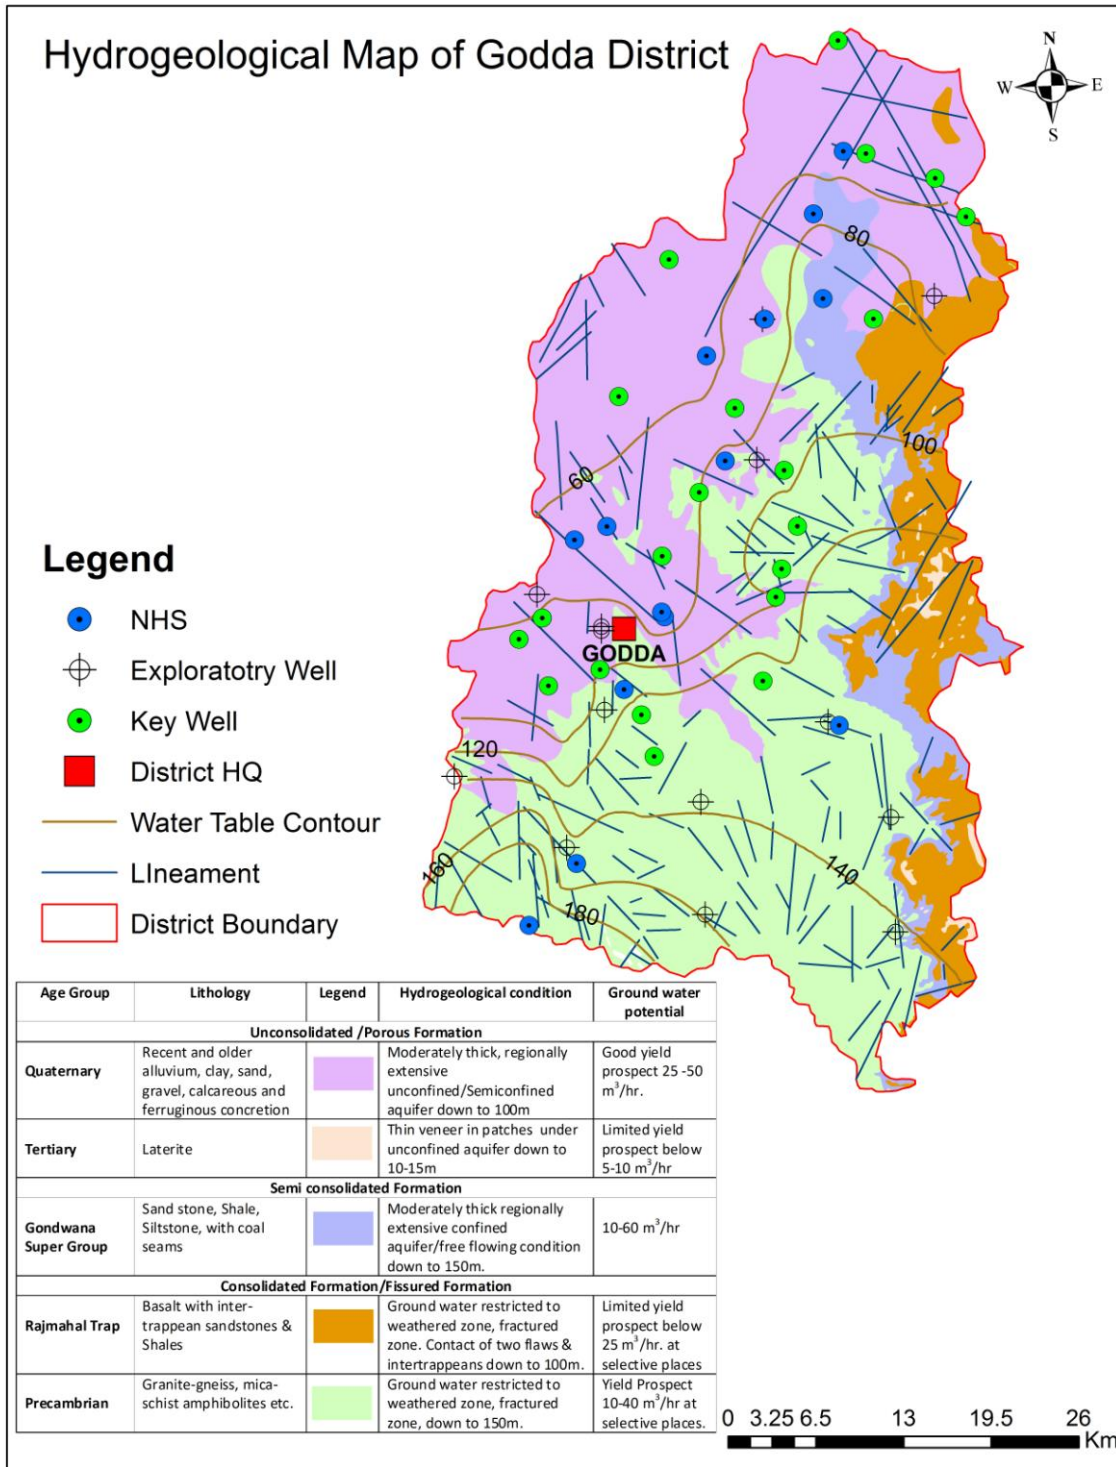 Hydrogeological Map of Godda District
N
W
E
S
80
100
60
GODDA
120
160
140
180
Legend
NHS
Exploratotry Well
Key Well
District HQ
Water Table Contour
LIneament
District Boundary
Age Group Lithology Legend Hydrogeological condition Ground water
potential
Unconsolidated /Porous Formation
Quaternary
Recent and older
alluvium, clay, sand,
gravel, calcareous and
ferruginous concretion
Moderately thick, regionally
extensive
unconfined/Semiconfined
aquifer down to 100m
Good yield
prospect 25 -50
m³/hr.
Tertiary
Laterite
Thin veneer in patches under
unconfined aquifer down to
10-15m
Limited yield
prospect below
5-10 m³/hr
Semi consolidated Formation
Gondwana
Super Group
Sand stone, Shale,
Siltstone, with coal
seams
Moderately thick regionally
extensive confined
aquifer/free flowing condition
down to 150m.
10-60 m³/hr
Consolidated Formation/Fissured Formation
Rajmahal Trap
Basalt with inter-
trappean sandstones &
Shales
Ground water restricted to
weathered zone, fractured
zone. Contact of two flaws &
intertrappeans down to 100m.
Limited yield
prospect below
25 m³/hr. at
selective places
Precambrian
Granite-gneiss, mica-
schist amphibolites etc.
Ground water restricted to
weathered zone, fractured
zone, down to 150m.
Yield Prospect
10-40 m³/hr at
selective places.
0 3.25 6.5 13 19.5 26
Km